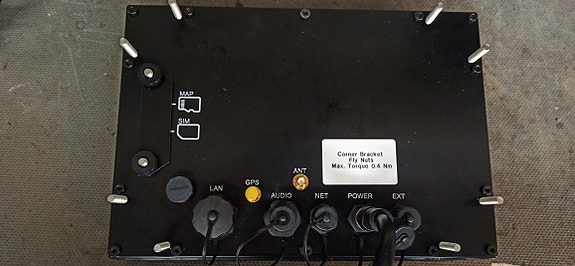 MAP
SIM
Corner Bracket
Fly Nuts
Max. Torque 0.4 Nm
ANT
GPS
LAN
AUDIO
NET
POWER
EXT